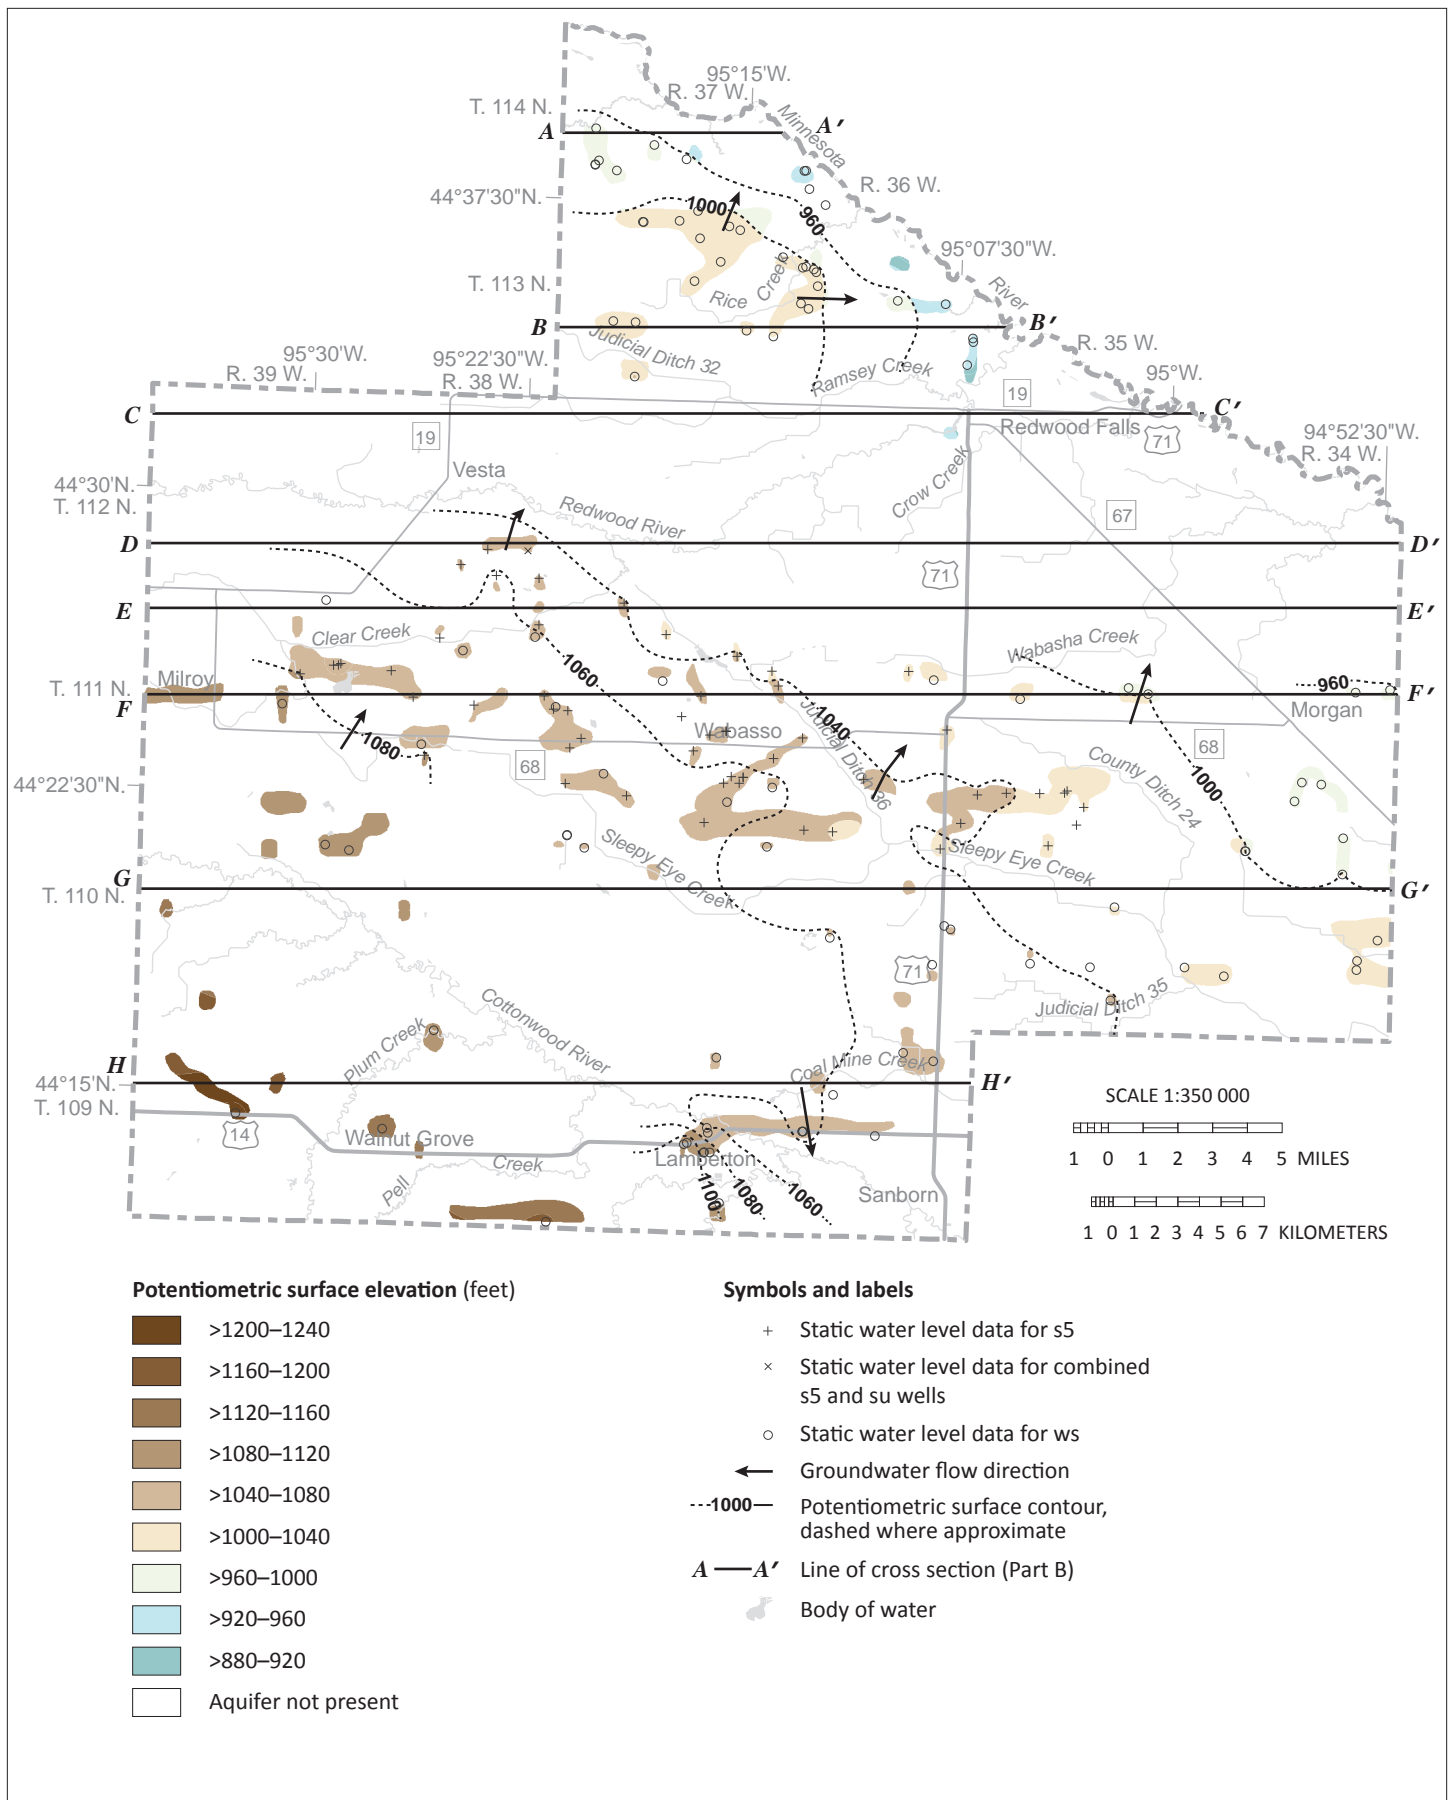 95°15'W.
R. 37 W.
T. 114 N.
A
A′
Minnesota
44°37'30"N.
R. 36 W.
1000
960
95°07'30"W.
T. 113 N.
Rice
Creek
River
B
B′
Judicial Ditch 32
R. 35 W.
95°30'W.
R. 39 W.
95°22'30"W.
R. 38 W.
Ramsey Creek
95°W.
C
C′
19
19
Redwood Falls
71
94°52'30"W.
R. 34 W.
Vesta
44°30'N.
T. 112 N.
Crow Creek
Redwood River
67
D
D′
71
E
E′
Clear Creek
Wabasha Creek
1060
Milroy
T. 111 N.
F
960
F′
Morgan
1080
Wabasso
Judicial Ditch 36
1040
68
68
44°22'30"N.
County Ditch 24
1000
Sleepy Eye Creek
Sleepy Eye Creek
G
T. 110 N.
G′
71
Judicial Ditch 35
Cottonwood River
Plum Creek
H
44°15'N.
T. 109 N.
Coal Mine Creek
H′
14
Walnut Grove
Creek
Pell
Lamberton
1100
1080
1060
Sanborn
SCALE 1:350 000
1 0 1 2 3 4 5 MILES
1 0 1 2 3 4 5 6 7 KILOMETERS
Potentiometric surface elevation (feet)
>1200–1240
>1160–1200
>1120–1160
>1080–1120
>1040–1080
>1000–1040
>960–1000
>920–960
>880–920
Aquifer not present
Symbols and labels
Static water level data for s5
Static water level data for combined
s5 and su wells
Static water level data for ws
Groundwater flow direction
1000
Potentiometric surface contour,
dashed where approximate
A A′ Line of cross section (Part B)
Body of water